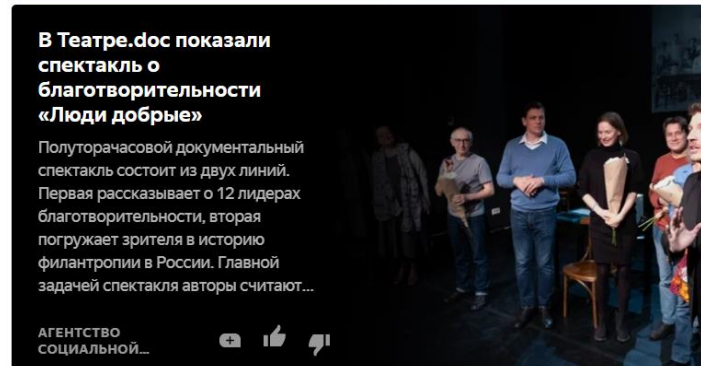 В Театре.doc показали
спектакль о
благотворительности
«Люди добрые»
Полуторачасовой документальный
спектакль состоит из двух линий.
Первая рассказывает о 12 лидерах
благотворительности, вторая
погружает зрителя в историю
филантропии в России. Главной
задачей спектакля авторы считают...
АГЕНТСТВО
СОЦИАЛЬНОЙ...